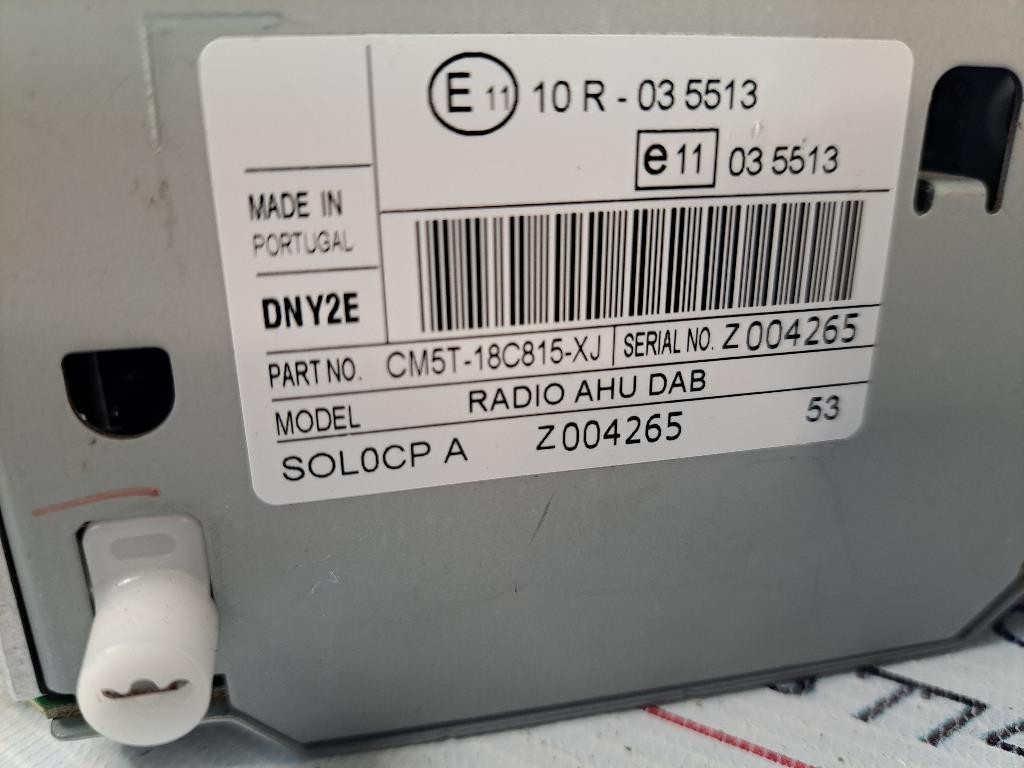 E 11 10 R - 03 5513
e 11 03 5513
MADE IN
PORTUGAL
DNY2E
PART NO. CM5T-18C815-XJ SERIAL NO. Z004265
MODEL RADIO AHU DAB
SOL0CP A Z004265 53